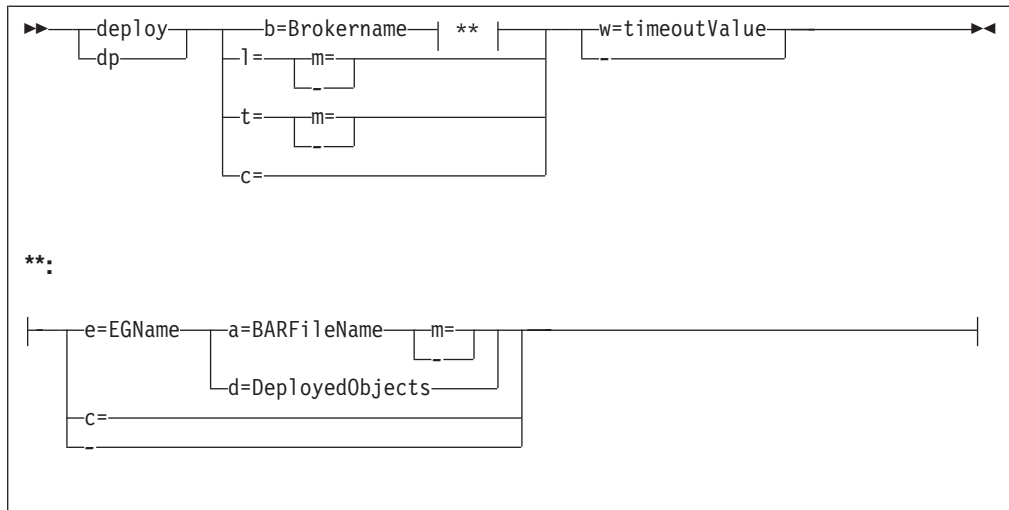 deploy b=Brokername ** w=timeoutValue
dp l= m= -
-
t= m=
-
c=
**:
e=EGName a=BARFileName m=
-
d=DeployedObjects
c=
-